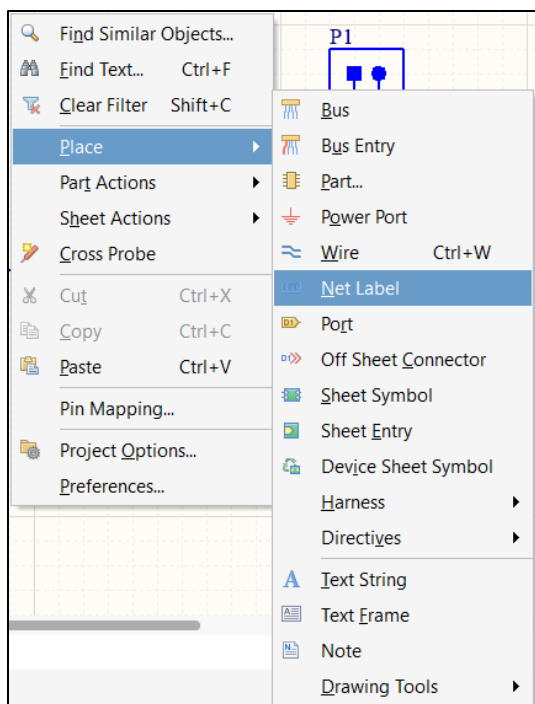 Find Similar Objects...
Find Text... Ctrl+F
Clear Filter Shift+C
Place
Part Actions
Sheet Actions
Cross Probe
Cut Ctrl+X
Copy Ctrl+C
Paste Ctrl+V
Pin Mapping...
Project Options...
Preferences...
P1
Bus
Bus Entry
Part...
Power Port
Wire Ctrl+W
Net Label
D1 Port
D1 Off Sheet Connector
Sheet Symbol
Sheet Entry
Device Sheet Symbol
Harness
Directives
A Text String
A Text Frame
N Note
Drawing Tools